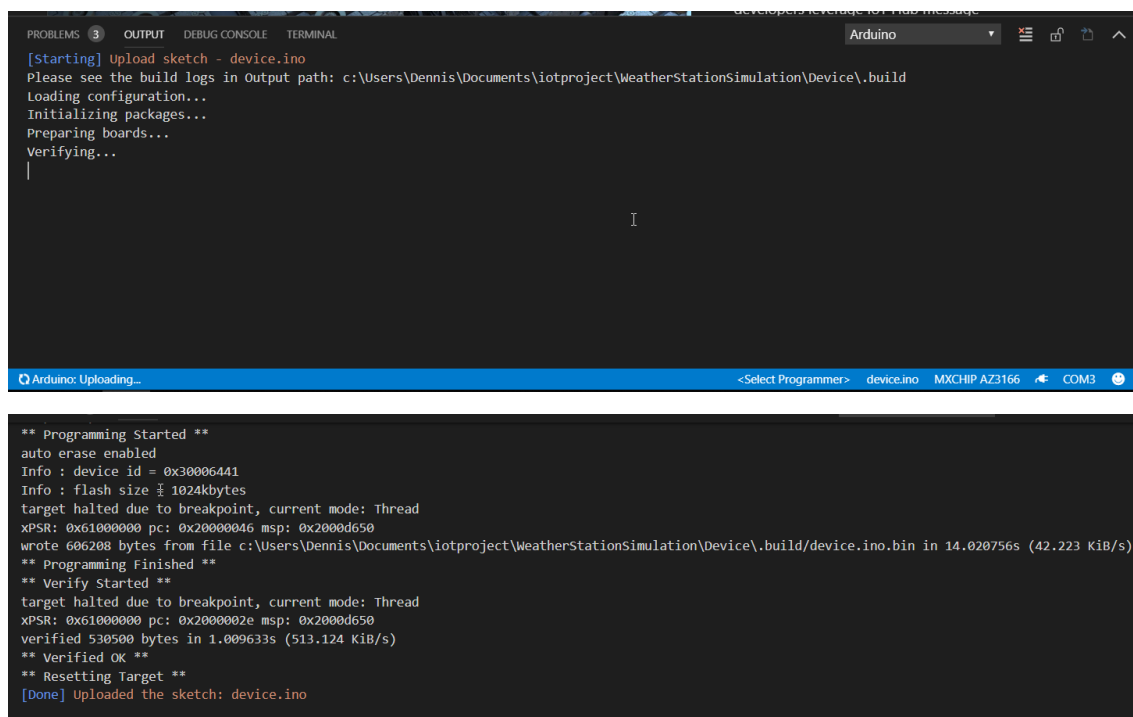 developers leverage IoT Hub message
PROBLEMS 3 OUTPUT DEBUG CONSOLE TERMINAL Arduino
[Starting] Upload sketch - device.ino
Please see the build logs in Output path: c:\Users\Dennis\Documents\iotproject\WeatherStationSimulation\Device\.build
Loading configuration...
Initializing packages...
Preparing boards...
Verifying...
Arduino: Uploading... <Select Programmer> device.ino MXCHIP AZ3166 COM3
** Programming Started **
auto erase enabled
Info : device id = 0x30006441
Info : flash size = 1024kbytes
target halted due to breakpoint, current mode: Thread
xPSR: 0x61000000 pc: 0x20000046 msp: 0x2000d650
wrote 606208 bytes from file c:\Users\Dennis\Documents\iotproject\WeatherStationSimulation\Device\.build/device.ino.bin in 14.020756s (42.223 KiB/s)
** Programming Finished **
** Verify Started **
target halted due to breakpoint, current mode: Thread
xPSR: 0x61000000 pc: 0x2000002e msp: 0x2000d650
verified 530500 bytes in 1.009633s (513.124 KiB/s)
** Verified OK **
** Resetting Target **
[Done] Uploaded the sketch: device.ino